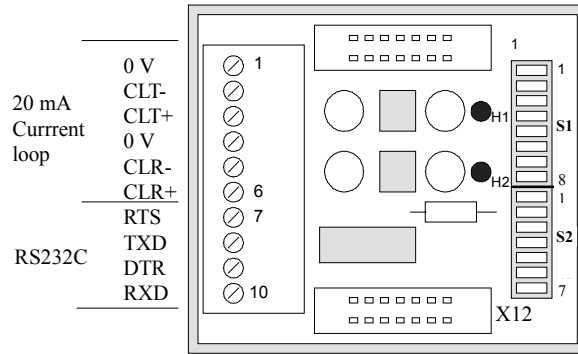 20 mA
Currrent
loop
0 V
CLT-
CLT+
0 V
CLR-
CLR+
RS232C
RTS
TXD
DTR
RXD
1
6
7
10
H1
H2
1
1
S1
8
1
S2
7
X12